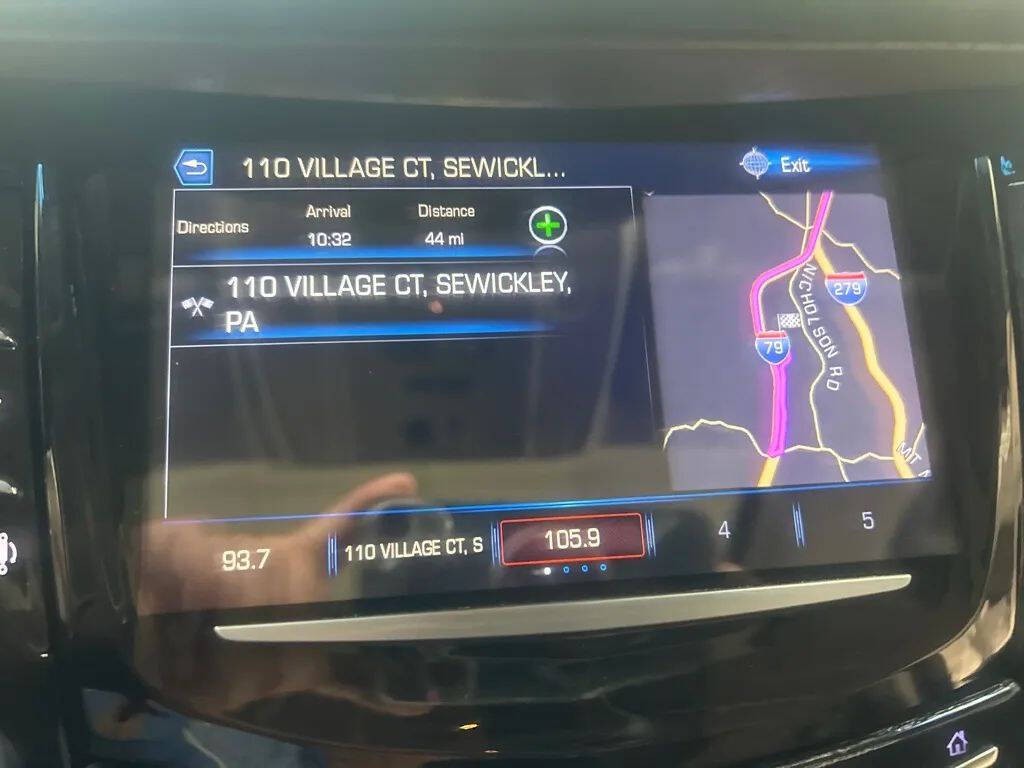 110 VILLAGE CT, SEWICKL...
Exit
Directions
Arrival
10:32
Distance
44 mi
110 VILLAGE CT, SEWICKLEY,
PA
279
79
NICHOLSON RD
MT
93.7
110 VILLAGE CT, S
105.9
4
5